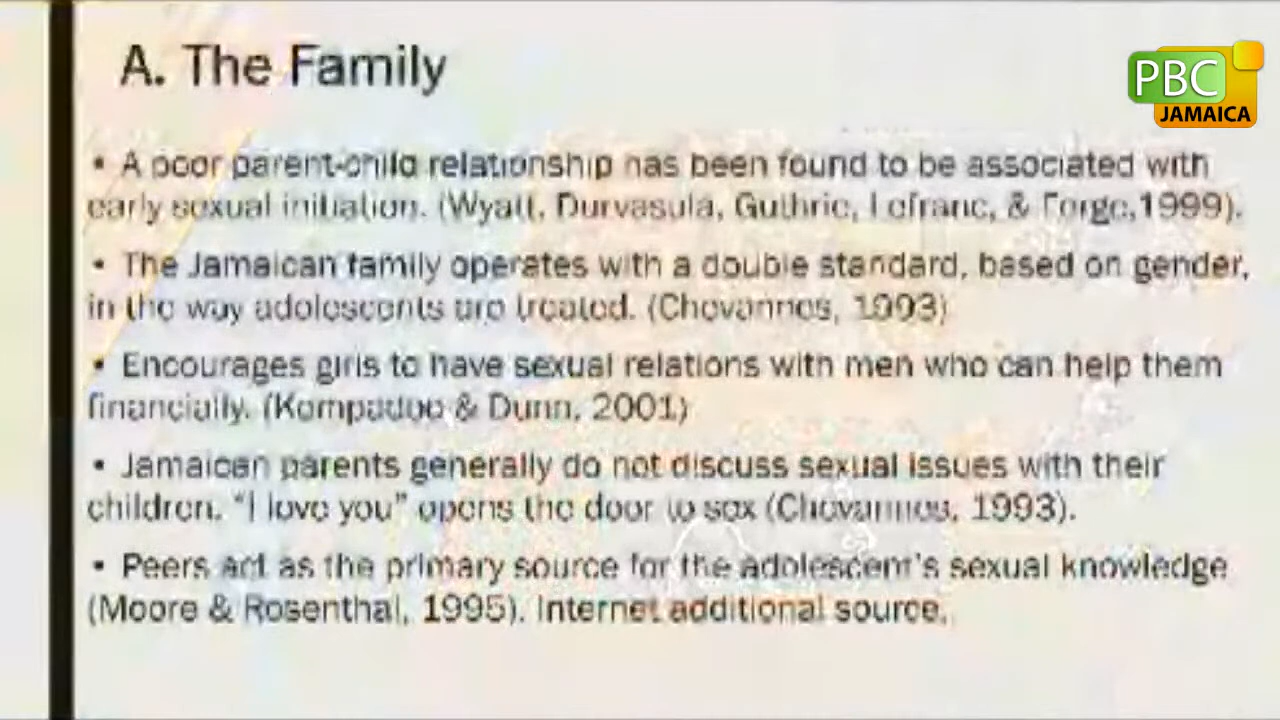 A. The Family
PBC
JAMAICA
• A poor parent-child relationship has been found to be associated with
early sexual initiation. (Wyatt, Durvasula, Guthrie, Lefranc, & Forge,1999).
• The Jamaican family operates with a double standard, based on gender,
in the way adolescents are treated. (Chevannes, 1993)
• Encourages girls to have sexual relations with men who can help them
financially. (Kempadoo & Dunn, 2001)
• Jamaican parents generally do not discuss sexual issues with their
children. “I love you” opens the door to sex (Chevannes, 1993).
• Peers act as the primary source for the adolescent's sexual knowledge
(Moore & Rosenthal, 1995). Internet additional source.